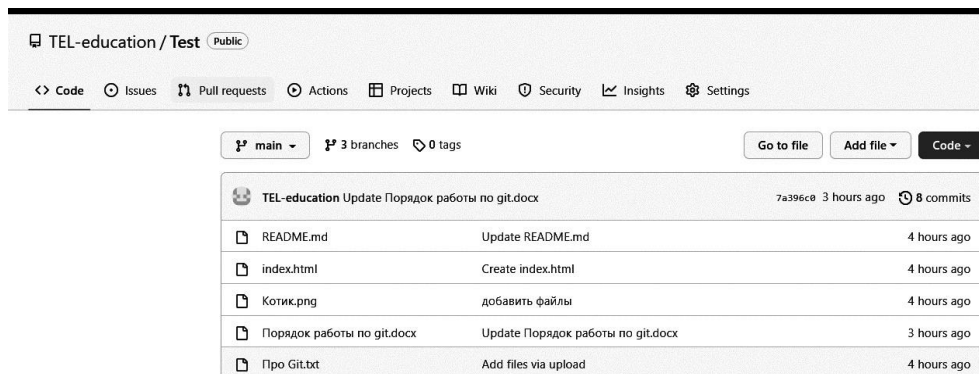 TEL-education / Test Public
Code Issues Pull requests Actions Projects Wiki Security Insights Settings
main 3 branches 0 tags Go to file Add file Code
TEL-education Update Порядок работы по git.docx 7a396c0 3 hours ago 8 commits
README.md Update README.md 4 hours ago
index.html Create index.html 4 hours ago
Котик.png добавить файлы 4 hours ago
Порядок работы по git.docx Update Порядок работы по git.docx 3 hours ago
Про Git.txt Add files via upload 4 hours ago